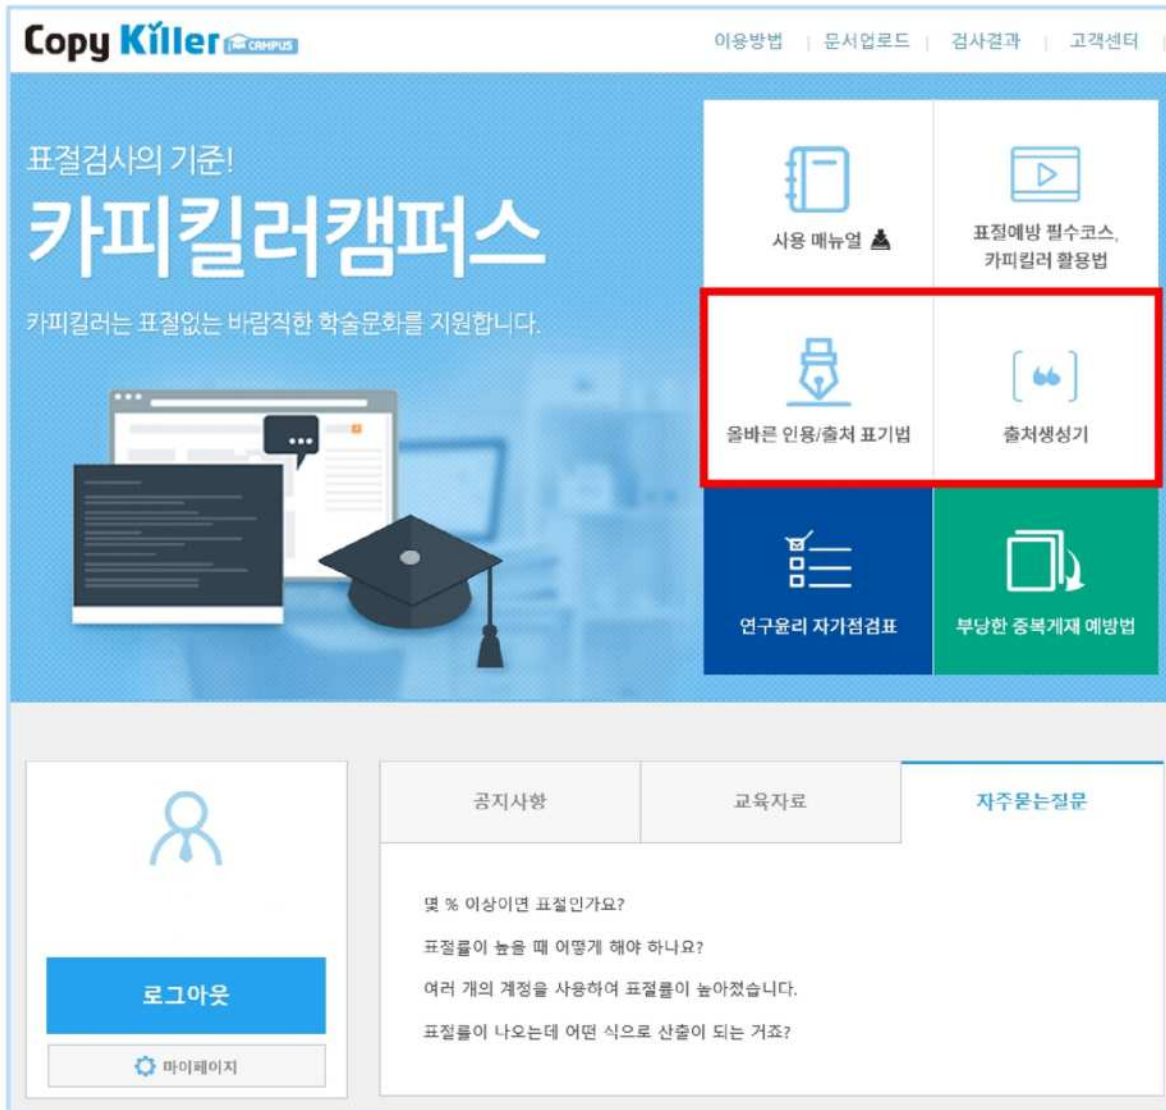 Copy Killer CAMPUS
이용방법 | 문서업로드 | 검사결과 | 고객센터 |
표절검사의 기준!
카피킬러캠퍼스
카피킬러는 표절없는 바람직한 학술문화를 지원합니다.
사용 매뉴얼
표절예방 필수코스,
카피킬러 활용법
올바른 인용/출처 표기법
출처생성기
연구윤리 자가점검표
부당한 중복게재 예방법
로그아웃
마이페이지
공지사항
교육자료
자주묻는질문
몇 % 이상이면 표절인가요?
표절률이 높을 때 어떻게 해야 하나요?
여러 개의 계정을 사용하여 표절률이 높아졌습니다.
표절률이 나오는데 어떤 식으로 산출이 되는 거죠?